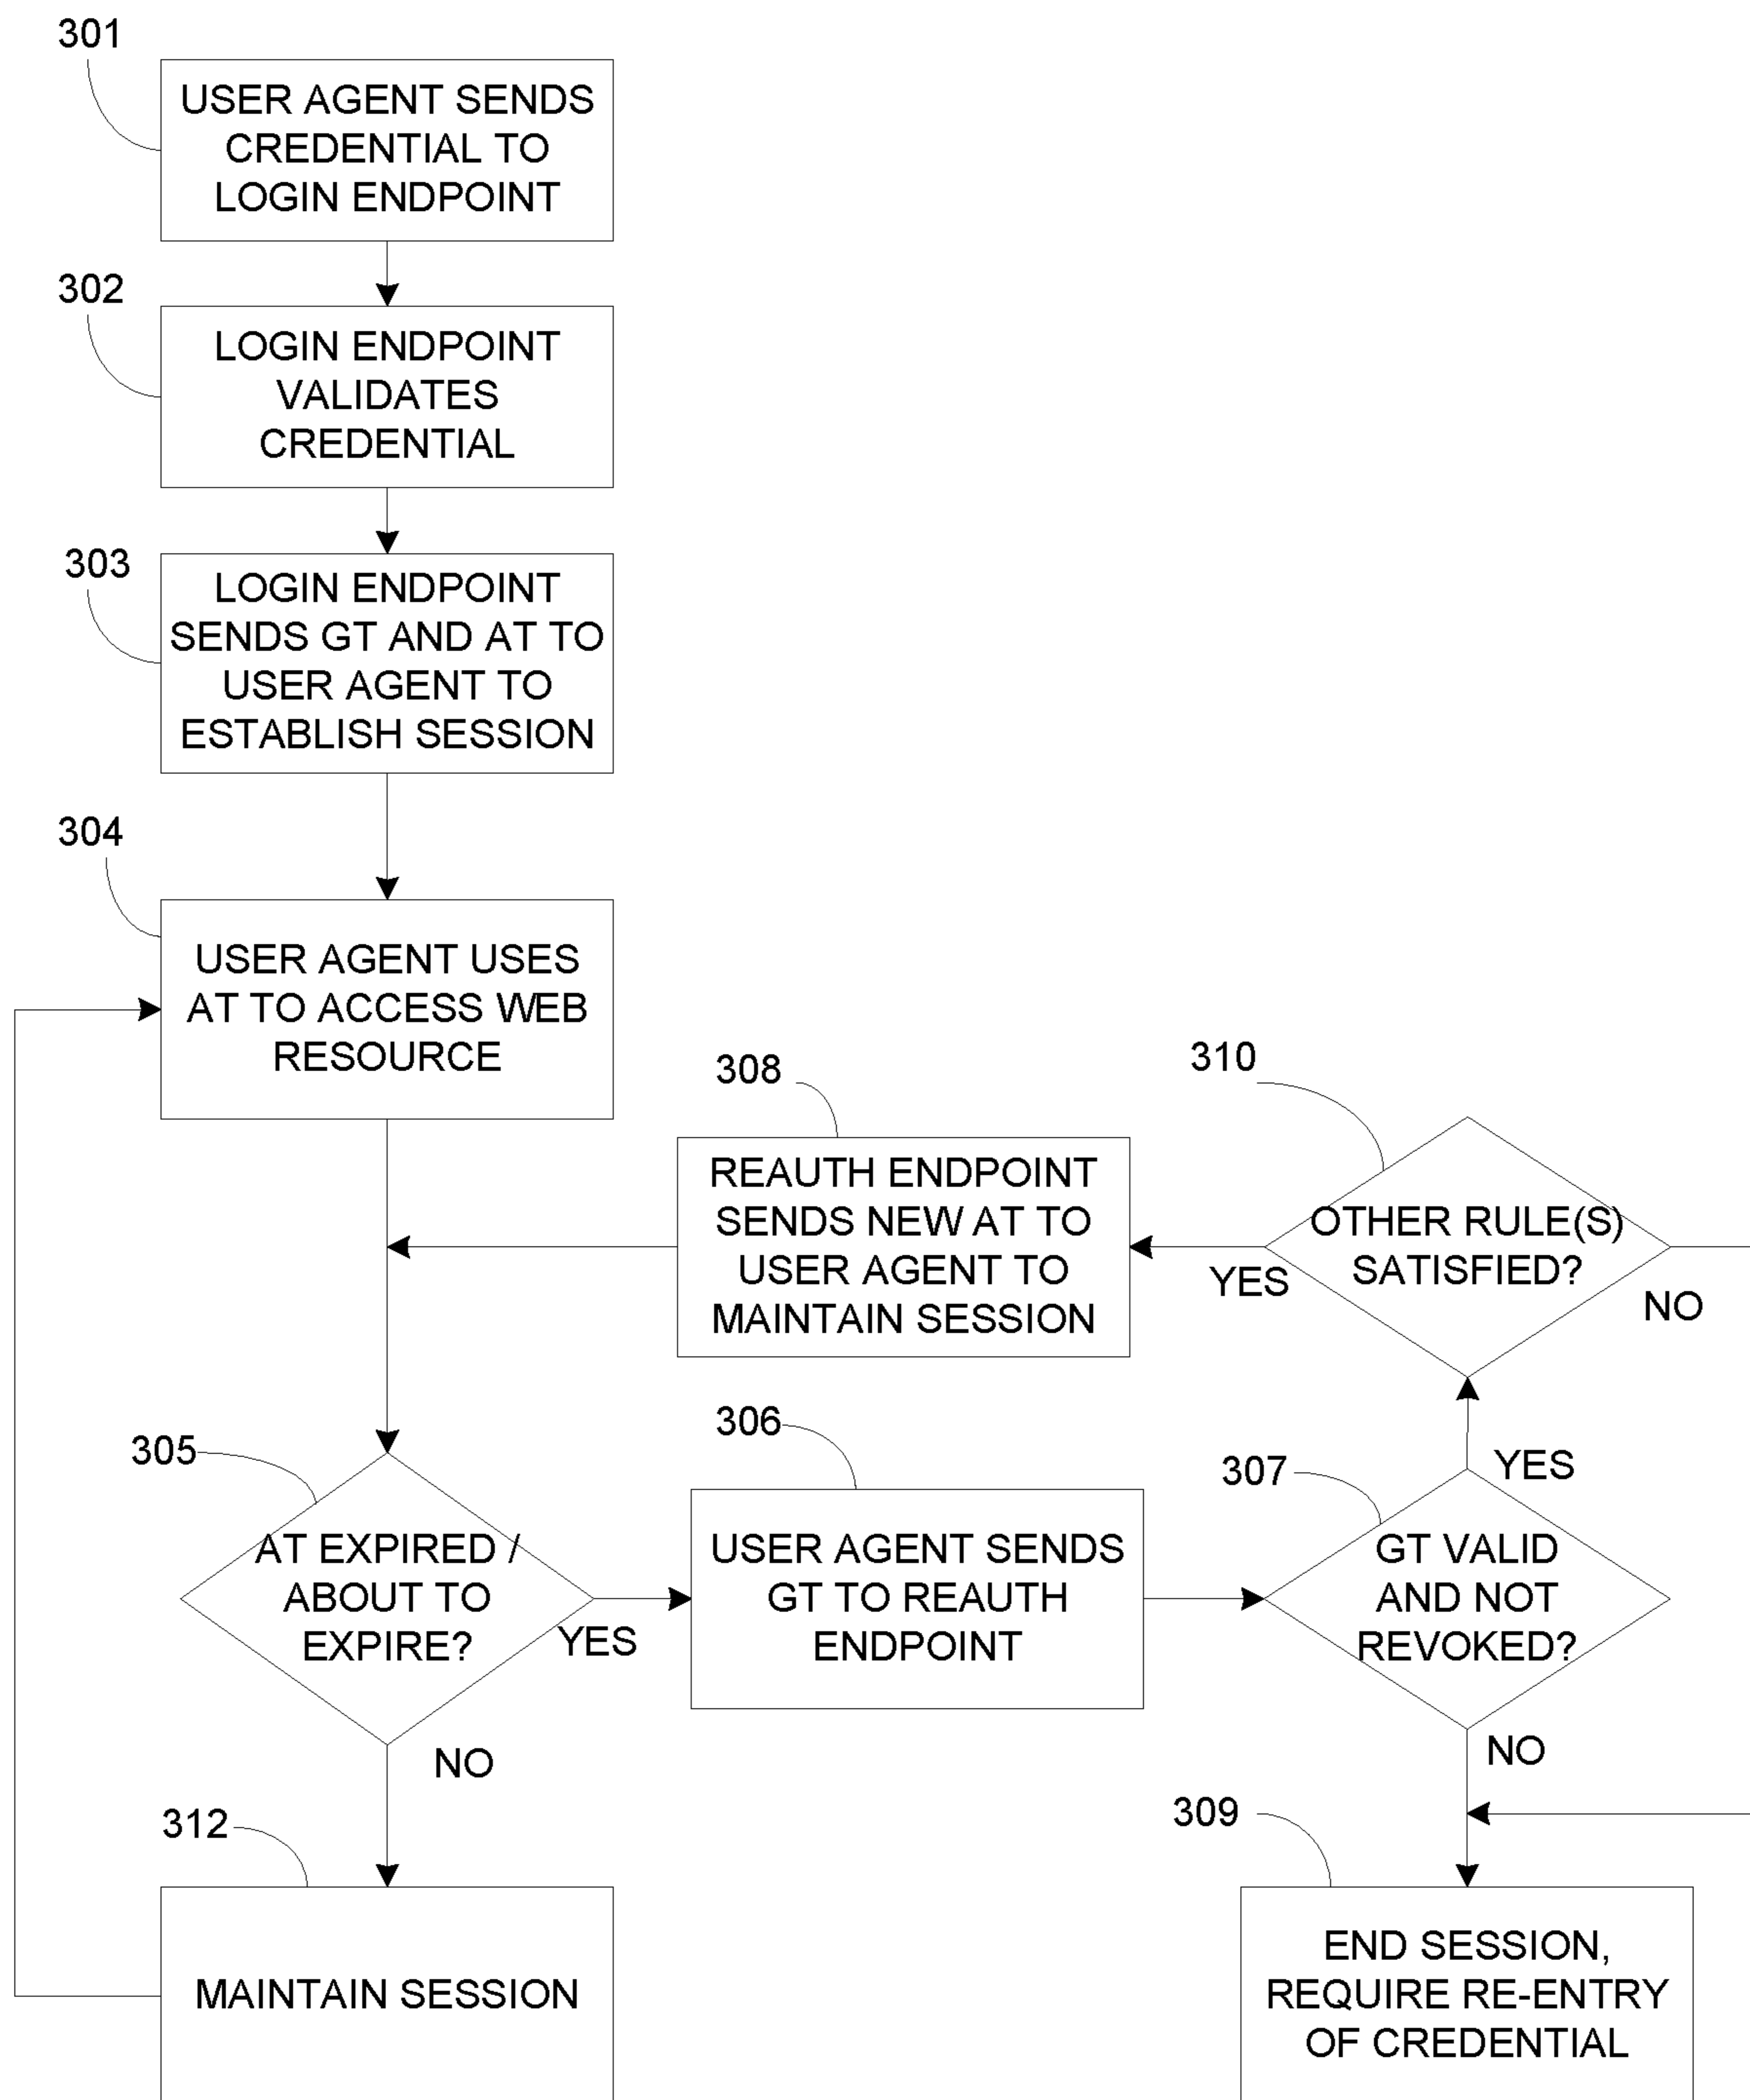 301
USER AGENT SENDS
CREDENTIAL TO
LOGIN ENDPOINT
302
LOGIN ENDPOINT
VALIDATES
CREDENTIAL
303
LOGIN ENDPOINT
SENDS GT AND AT TO
USER AGENT TO
ESTABLISH SESSION
304
USER AGENT USES
AT TO ACCESS WEB
RESOURCE
308
REAUTH ENDPOINT
SENDS NEW AT TO
USER AGENT TO
MAINTAIN SESSION
310
OTHER RULE(S)
SATISFIED?
YES
NO
305
AT EXPIRED /
ABOUT TO
EXPIRE?
YES
NO
306
USER AGENT SENDS
GT TO REAUTH
ENDPOINT
307
YES
GT VALID
AND NOT
REVOKED?
NO
312
MAINTAIN SESSION
309
END SESSION,
REQUIRE RE-ENTRY
OF CREDENTIAL